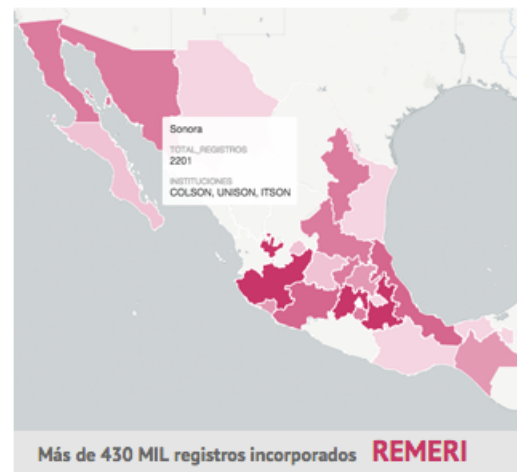 Sonora
TOTAL_REGISTROS
2201
INSTITUCIONES
COLSON, UNISON, ITSON
Más de 430 MIL registros incorporados REMERI